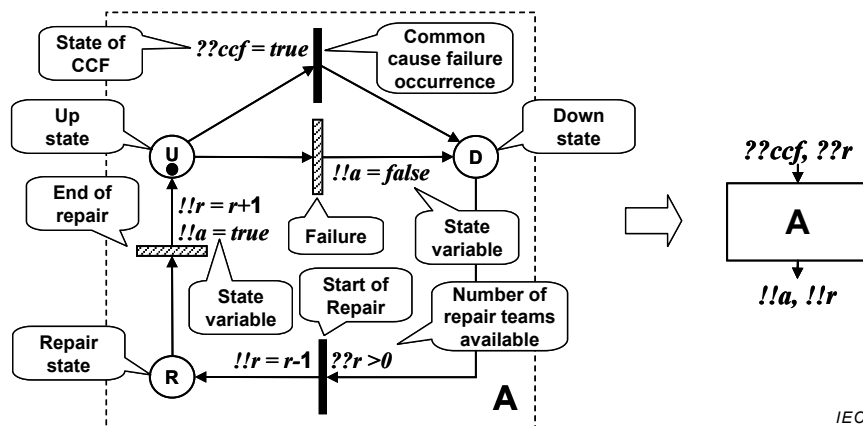 State of
CCF
??ccf = true
Common
cause failure
occurrence
Up
state
U
D
Down
state
!!a = false
End of
repair
!!r = r+1
!!a = true
Failure
State
variable
State
variable
Start of
Repair
Number of
repair teams
available
Repair
state
R
!!r = r-1
??r >0
A
??ccf, ??r
A
!!a, !!r
IEC